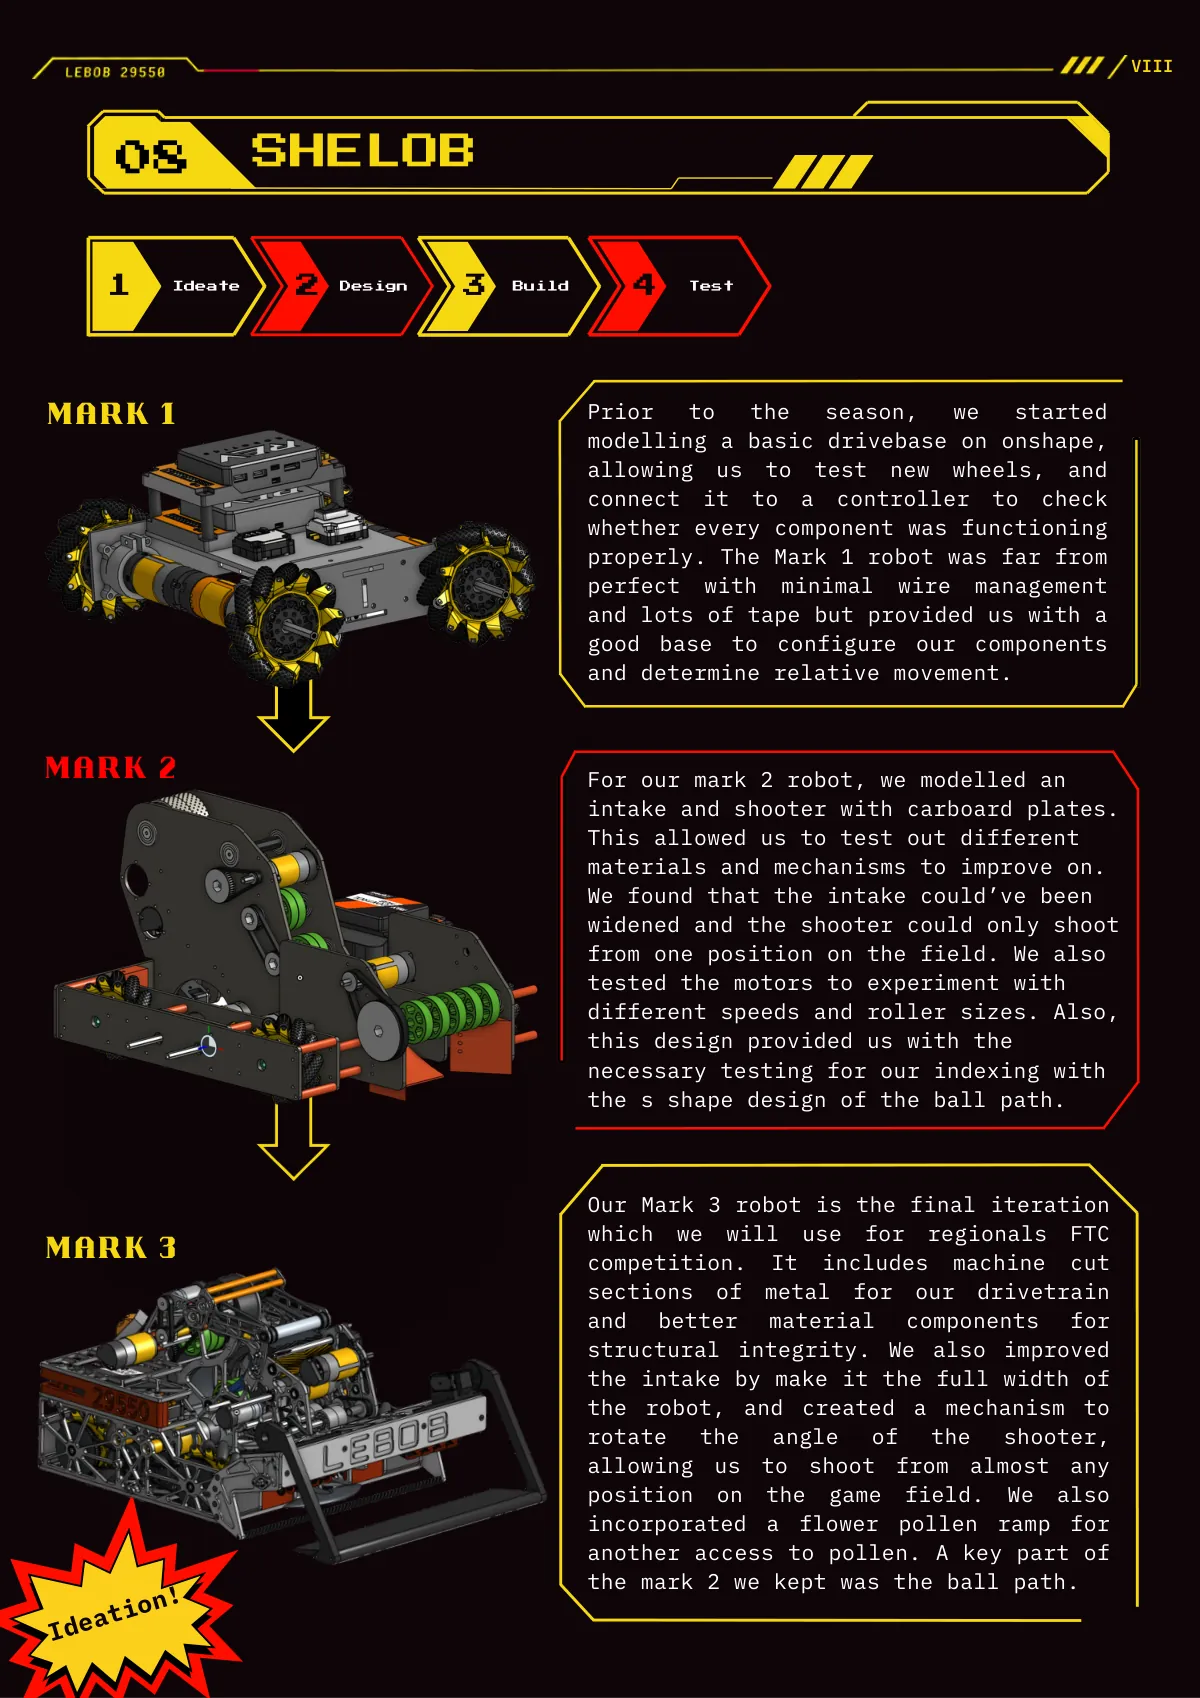 LEBOB 29550
VIII
08
SHELOB
1 Ideate
2 Design
3 Build
4 Test
MARK 1
Prior to the season, we started
modelling a basic drivebase on onshape,
allowing us to test new wheels, and
connect it to a controller to check
whether every component was functioning
properly. The Mark 1 robot was far from
perfect with minimal wire management
and lots of tape but provided us with a
good base to configure our components
and determine relative movement.
MARK 2
For our mark 2 robot, we modelled an
intake and shooter with carboard plates.
This allowed us to test out different
materials and mechanisms to improve on.
We found that the intake could’ve been
widened and the shooter could only shoot
from one position on the field. We also
tested the motors to experiment with
different speeds and roller sizes. Also,
this design provided us with the
necessary testing for our indexing with
the s shape design of the ball path.
MARK 3
Our Mark 3 robot is the final iteration
which we will use for regionals FTC
competition. It includes machine cut
sections of metal for our drivetrain
and better material components for
structural integrity. We also improved
the intake by make it the full width of
the robot, and created a mechanism to
rotate the angle of the shooter,
allowing us to shoot from almost any
position on the game field. We also
incorporated a flower pollen ramp for
another access to pollen. A key part of
the mark 2 we kept was the ball path.
29550
LEBOB
Ideation!